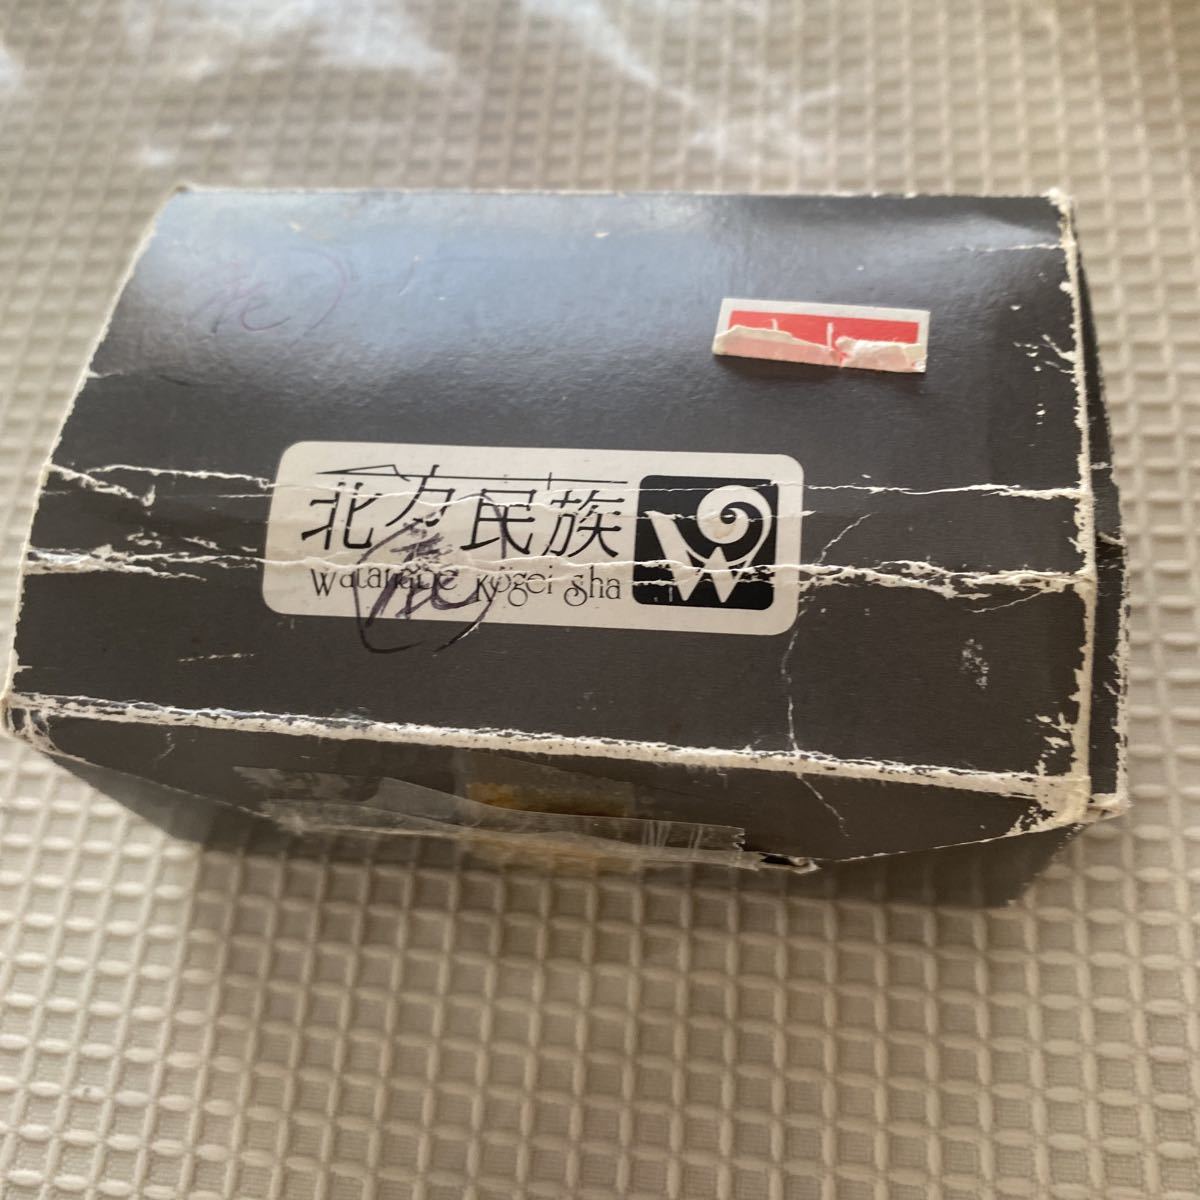 北方民族
Watanabe Kogei Sha
W